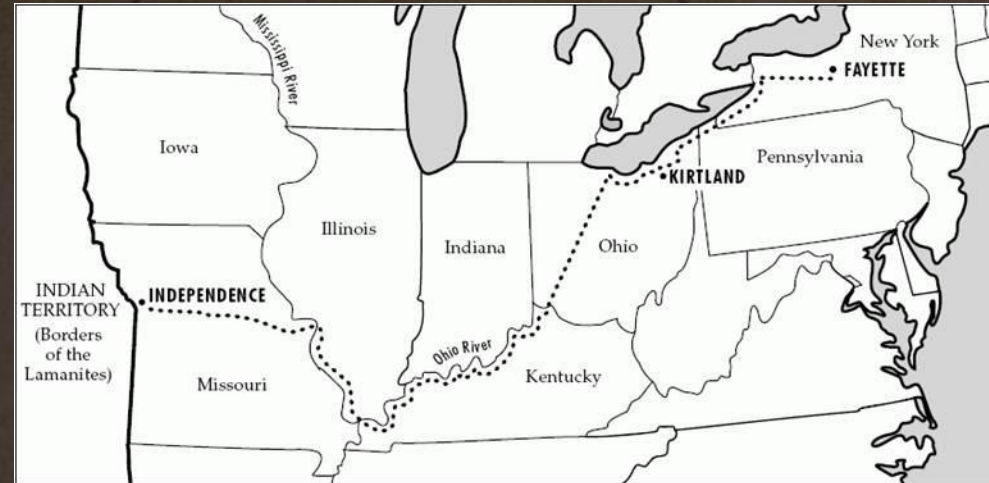 Mississippi River
New York
FAYETTE
Iowa
Pennsylvania
KIRTLAND
Illinois
Indiana
Ohio
INDIAN
TERRITORY
(Borders
of the
Lamanites)
INDEPENDENCE
Ohio River
Missouri
Kentucky